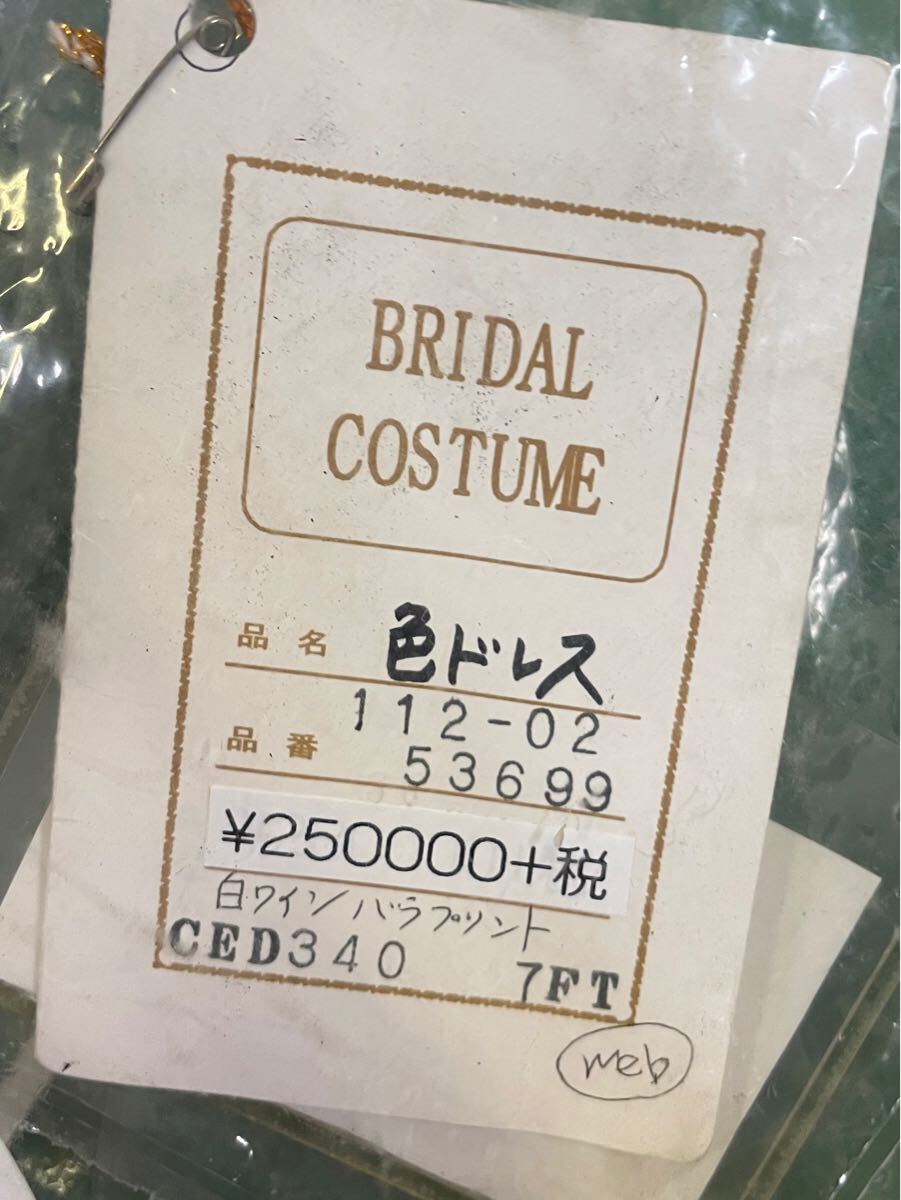 BRIDAL
COSTUME
品名 色ドレス
112-02
品番 53699
¥250000+税
白ワインバラプリント
CED340 7FT
web